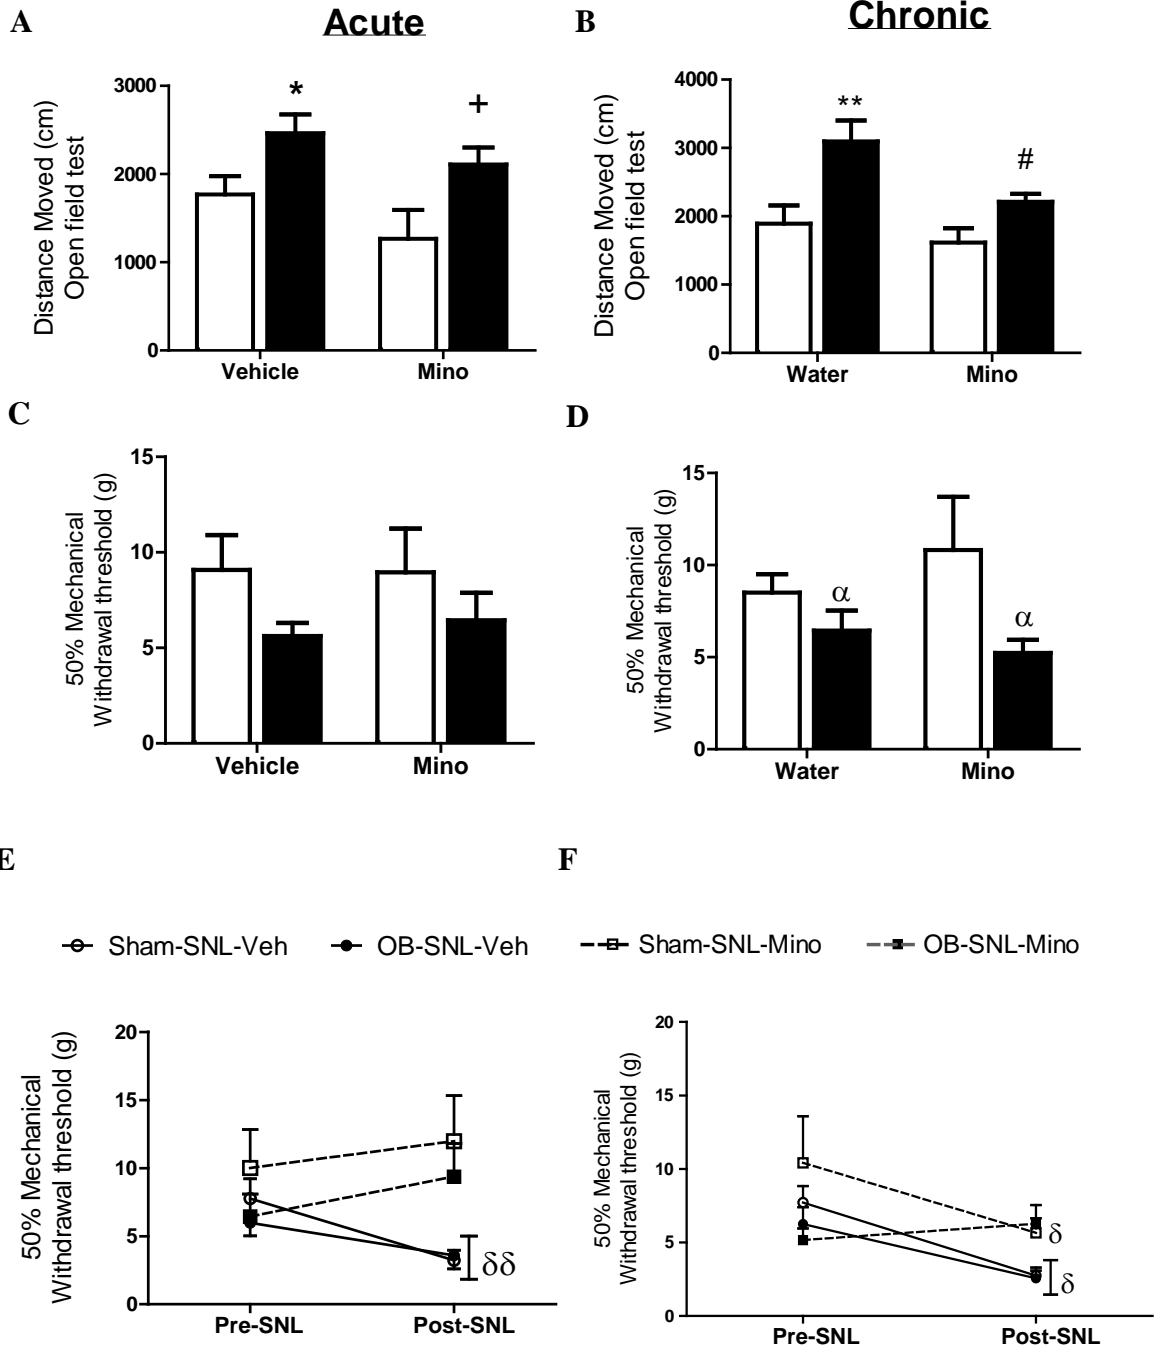 A
Acute
B
Chronic
Distance Moved (cm)
Open field test
3000
2000
1000
0
*
+
Vehicle
Mino
Distance Moved (cm)
Open field test
4000
3000
2000
1000
0
**
#
Water
Mino
C
50% Mechanical
Withdrawal threshold (g)
15
10
5
0
Vehicle
Mino
D
50% Mechanical
Withdrawal threshold (g)
15
10
5
0
α
α
Water
Mino
E
F
Sham-SNL-Veh
OB-SNL-Veh
Sham-SNL-Mino
OB-SNL-Mino
50% Mechanical
Withdrawal threshold (g)
20
15
10
5
0
δδ
Pre-SNL
Post-SNL
50% Mechanical
Withdrawal threshold (g)
20
15
10
5
0
δ
δ
Pre-SNL
Post-SNL